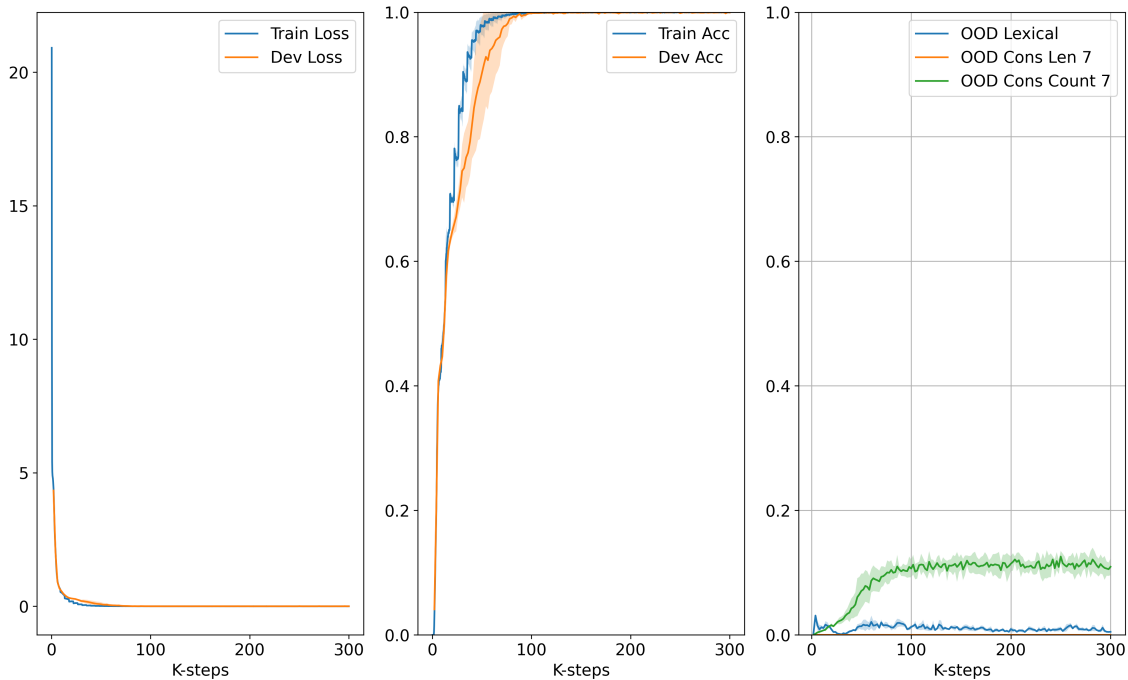 20
15
10
5
0
0
100
200
300
K-steps
Train Loss
Dev Loss
1.0
0.8
0.6
0.4
0.2
0.0
0
100
200
300
K-steps
Train Acc
Dev Acc
1.0
0.8
0.6
0.4
0.2
0.0
0
100
200
300
K-steps
OOD Lexical
OOD Cons Len 7
OOD Cons Count 7